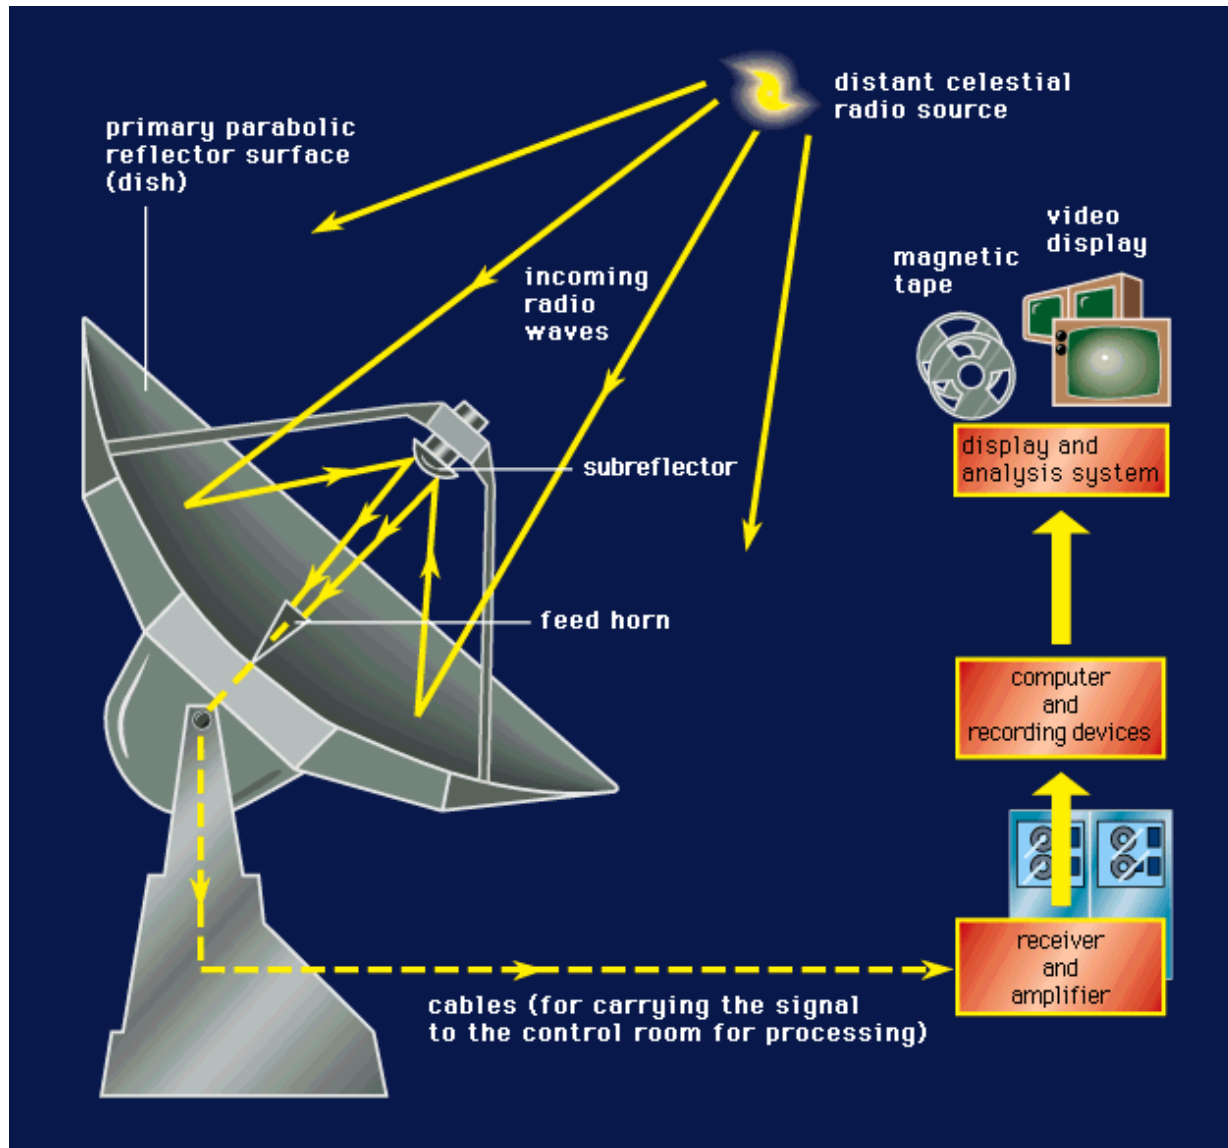 distant celestial
radio source
primary parabolic
reflector surface
(dish)
video
display
magnetic
tape
incoming
radio
waves
display and
analysis system
subreflector
feed horn
computer
and
recording devices
receiver
and
amplifier
cables (for carrying the signal
to the control room for processing)